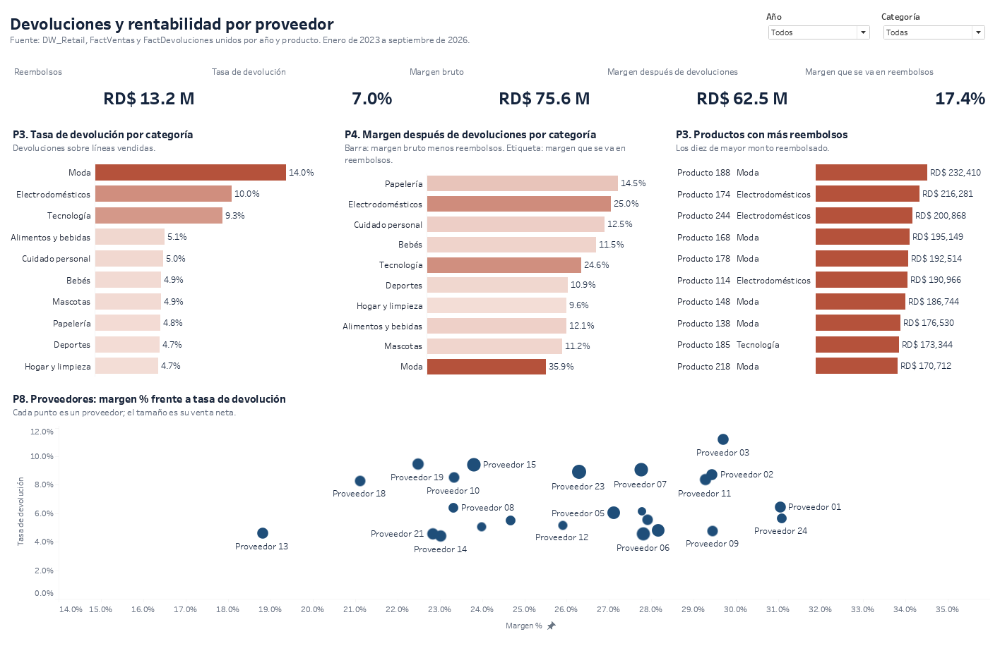 Devoluciones y rentabilidad por proveedor
Fuente: DW_Retail, FactVentas y FactDevoluciones unidos por año y producto. Enero de 2023 a septiembre de 2026.
Año
Todos
Categoría
Todas
Reembolsos
RD$ 13.2 M
Tasa de devolución
7.0%
Margen bruto
RD$ 75.6 M
Margen después de devoluciones
RD$ 62.5 M
Margen que se va en reembolsos
17.4%
P3. Tasa de devolución por categoría
Devoluciones sobre líneas vendidas.
Moda 14.0%
Electrodomésticos 10.0%
Tecnología 9.3%
Alimentos y bebidas 5.1%
Cuidado personal 5.0%
Bebés 4.9%
Mascotas 4.9%
Papelería 4.8%
Deportes 4.7%
Hogar y limpieza 4.7%
P4. Margen después de devoluciones por categoría
Barra: margen bruto menos reembolsos. Etiqueta: margen que se va en
reembolsos.
Papelería 14.5%
Electrodomésticos 25.0%
Cuidado personal 12.5%
Bebés 11.5%
Tecnología 24.6%
Deportes 10.9%
Hogar y limpieza 9.6%
Alimentos y bebidas 12.1%
Mascotas 11.2%
Moda 35.9%
P3. Productos con más reembolsos
Los diez de mayor monto reembolsado.
Producto 188 Moda RD$ 232,410
Producto 174 Electrodomésticos RD$ 216,281
Producto 244 Electrodomésticos RD$ 200,868
Producto 168 Moda RD$ 195,149
Producto 178 Moda RD$ 192,514
Producto 114 Electrodomésticos RD$ 190,966
Producto 148 Moda RD$ 186,744
Producto 138 Moda RD$ 176,530
Producto 185 Tecnología RD$ 173,344
Producto 218 Moda RD$ 170,712
P8. Proveedores: margen % frente a tasa de devolución
Cada punto es un proveedor; el tamaño es su venta neta.
Tasa de devolución
12.0%
10.0%
8.0%
6.0%
4.0%
2.0%
0.0%
Proveedor 03
Proveedor 15
Proveedor 19
Proveedor 02
Proveedor 23
Proveedor 07
Proveedor 10
Proveedor 18
Proveedor 11
Proveedor 08
Proveedor 01
Proveedor 05
Proveedor 24
Proveedor 21
Proveedor 12
Proveedor 09
Proveedor 13
Proveedor 14
Proveedor 06
14.0% 15.0% 16.0% 17.0% 18.0% 19.0% 20.0% 21.0% 22.0% 23.0% 24.0% 25.0% 26.0% 27.0% 28.0% 29.0% 30.0% 31.0% 32.0% 33.0% 34.0% 35.0%
Margen %